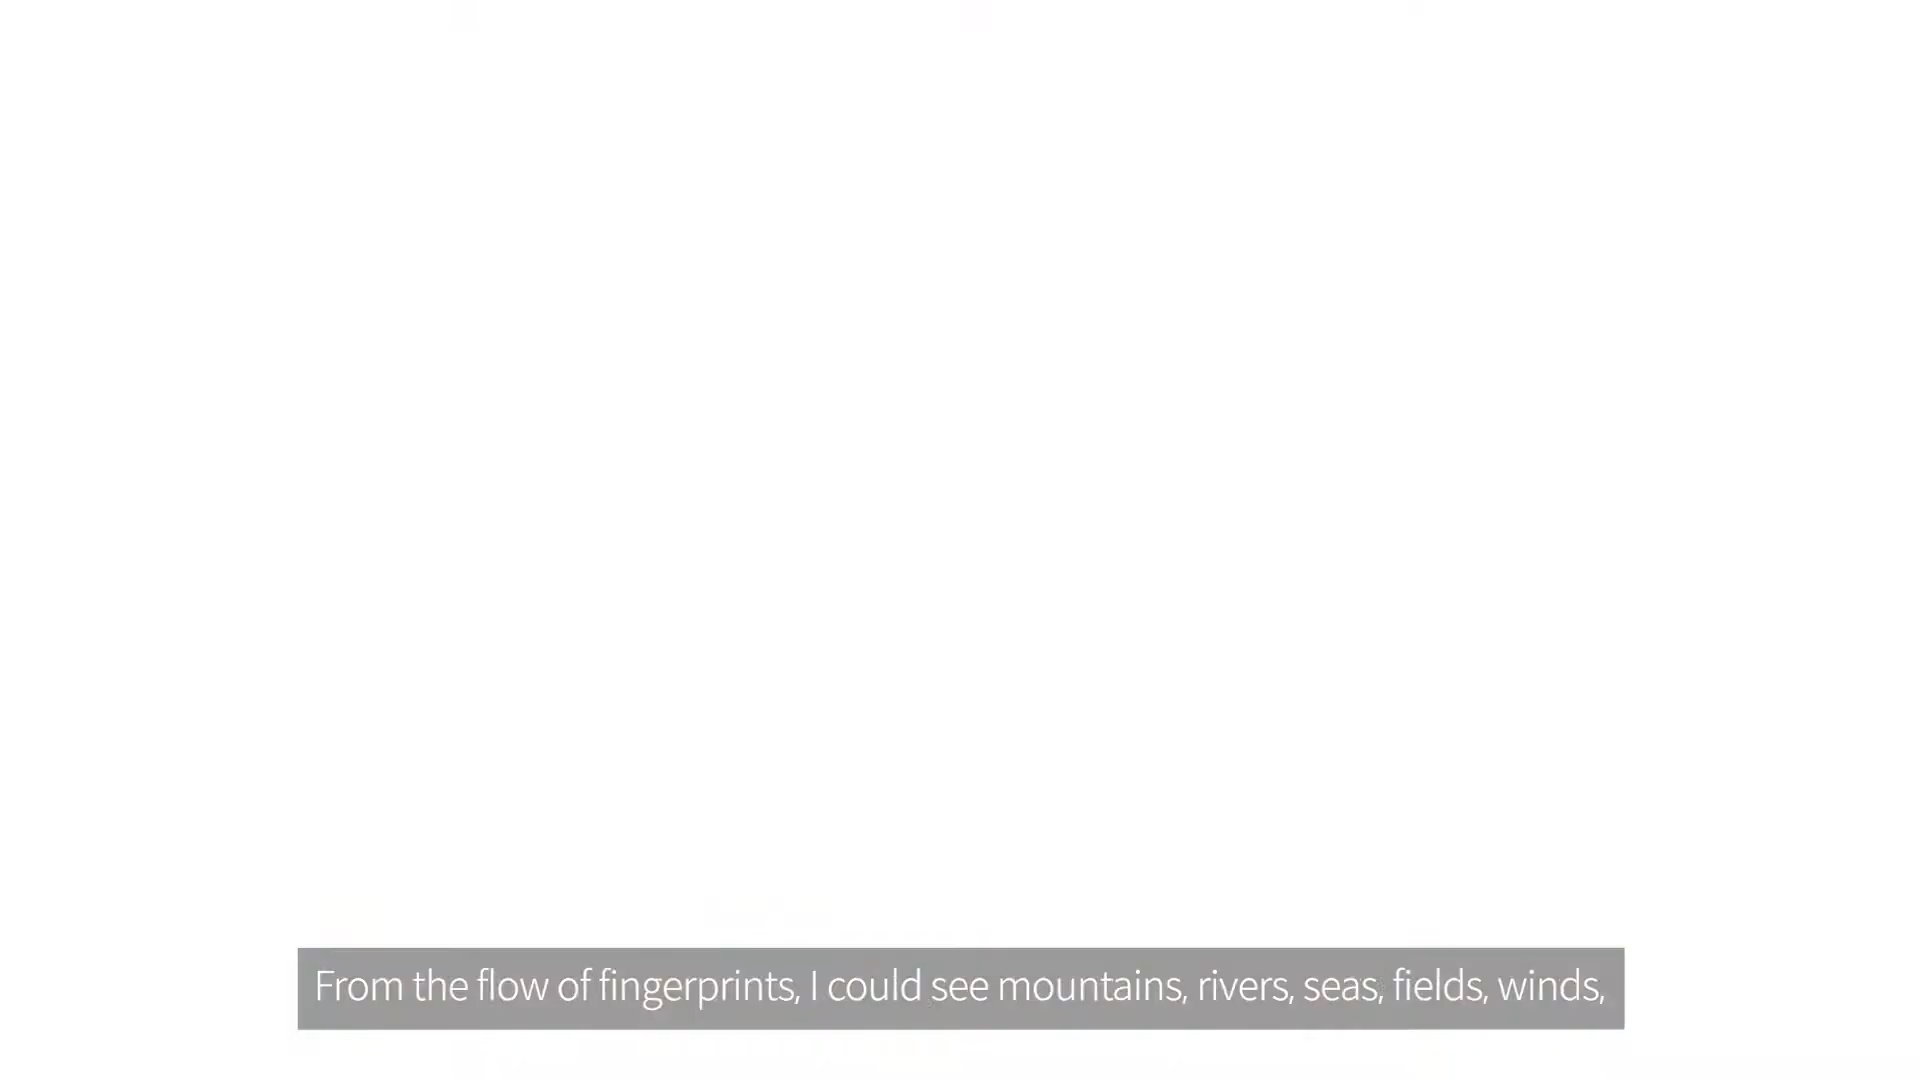 From the flow of fingerprints, I could see mountains, rivers, seas, fields, winds,